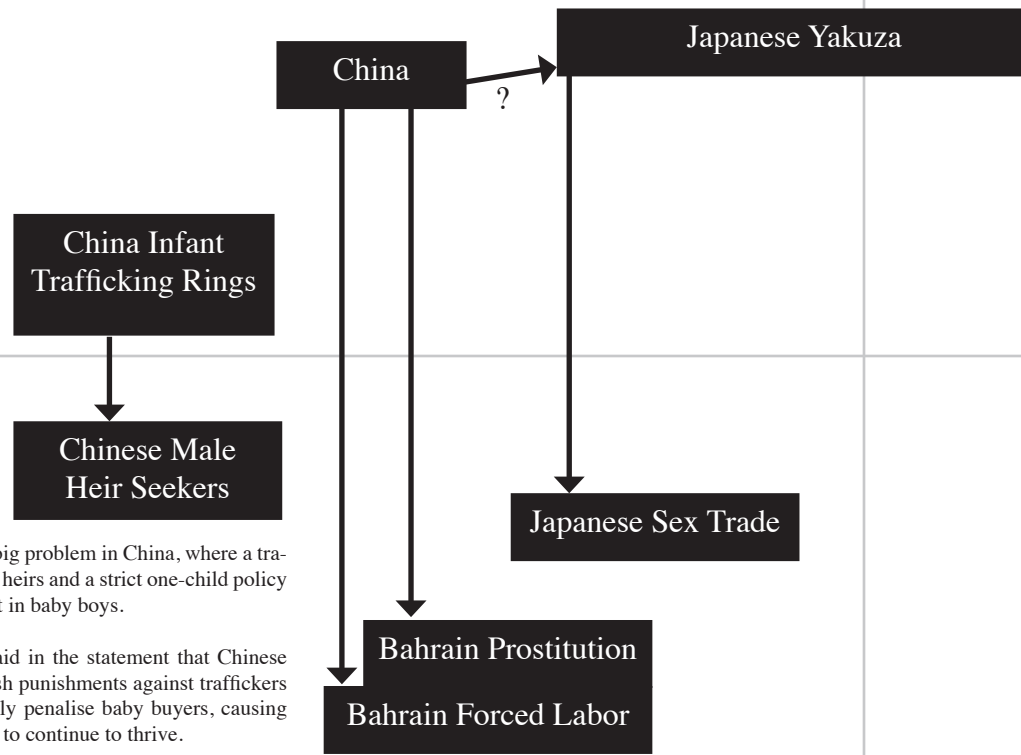 Japanese Yakuza
China
?
China Infant
Trafficking Rings
Chinese Male
Heir Seekers
Japanese Sex Trade
big problem in China, where a tra-
heirs and a strict one-child policy
in baby boys.
Bahrain Prostitution
in the statement that Chinese
punishments against traffickers
penalise baby buyers, causing
to continue to thrive.
Bahrain Forced Labor